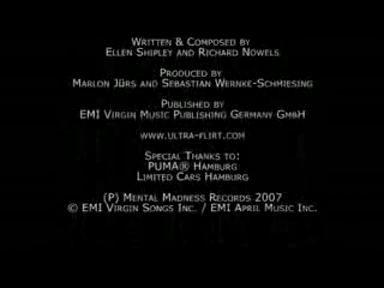 Written & Composed by
Ellen Shipley and Richard Nowels
Produced by
Marlon Jürs and Sebastian Wernke-Schmiesing
Published by
EMI Virgin Music Publishing Germany GmbH
www.ultra-flirt.com
Special Thanks to:
PUMA® Hamburg
Limited Cars Hamburg
(P) Mental Madness Records 2007
© EMI Virgin Songs Inc. / EMI April Music Inc.